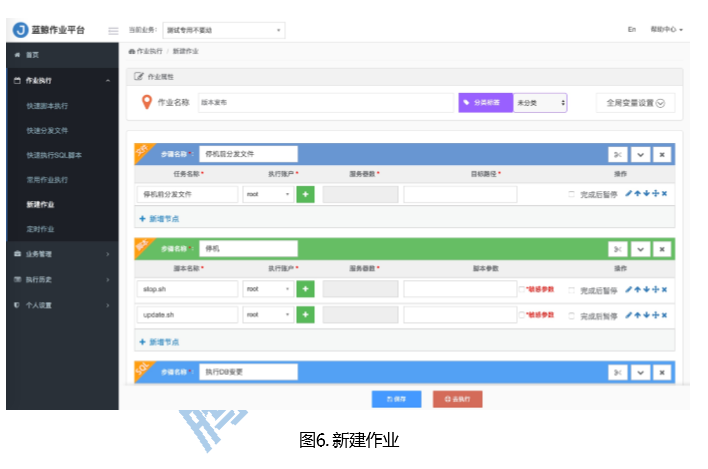 蓝鲸作业平台
当前业务: 测试专用不要动
En 帮助中心
首页
作业执行 / 新建作业
作业执行
快速脚本执行
快速分发文件
快速执行SQL脚本
常用作业执行
新建作业
定时作业
业务管理
执行历史
个人设置
作业属性
作业名称 版本发布 分类标签 未分类 全局变量设置
文件 步骤名称*: 停机前分发文件
任务名称* 执行账户* 服务器数* 目标路径* 操作
停机前分发文件 root 完成后暂停
+ 新增节点
脚本 步骤名称*: 停机
脚本名称* 执行账户* 服务器数* 脚本参数 操作
stop.sh root *敏感参数 完成后暂停
update.sh root *敏感参数 完成后暂停
+ 新增节点
SQL 步骤名称*: 执行DB变更
保存 去执行
图6. 新建作业